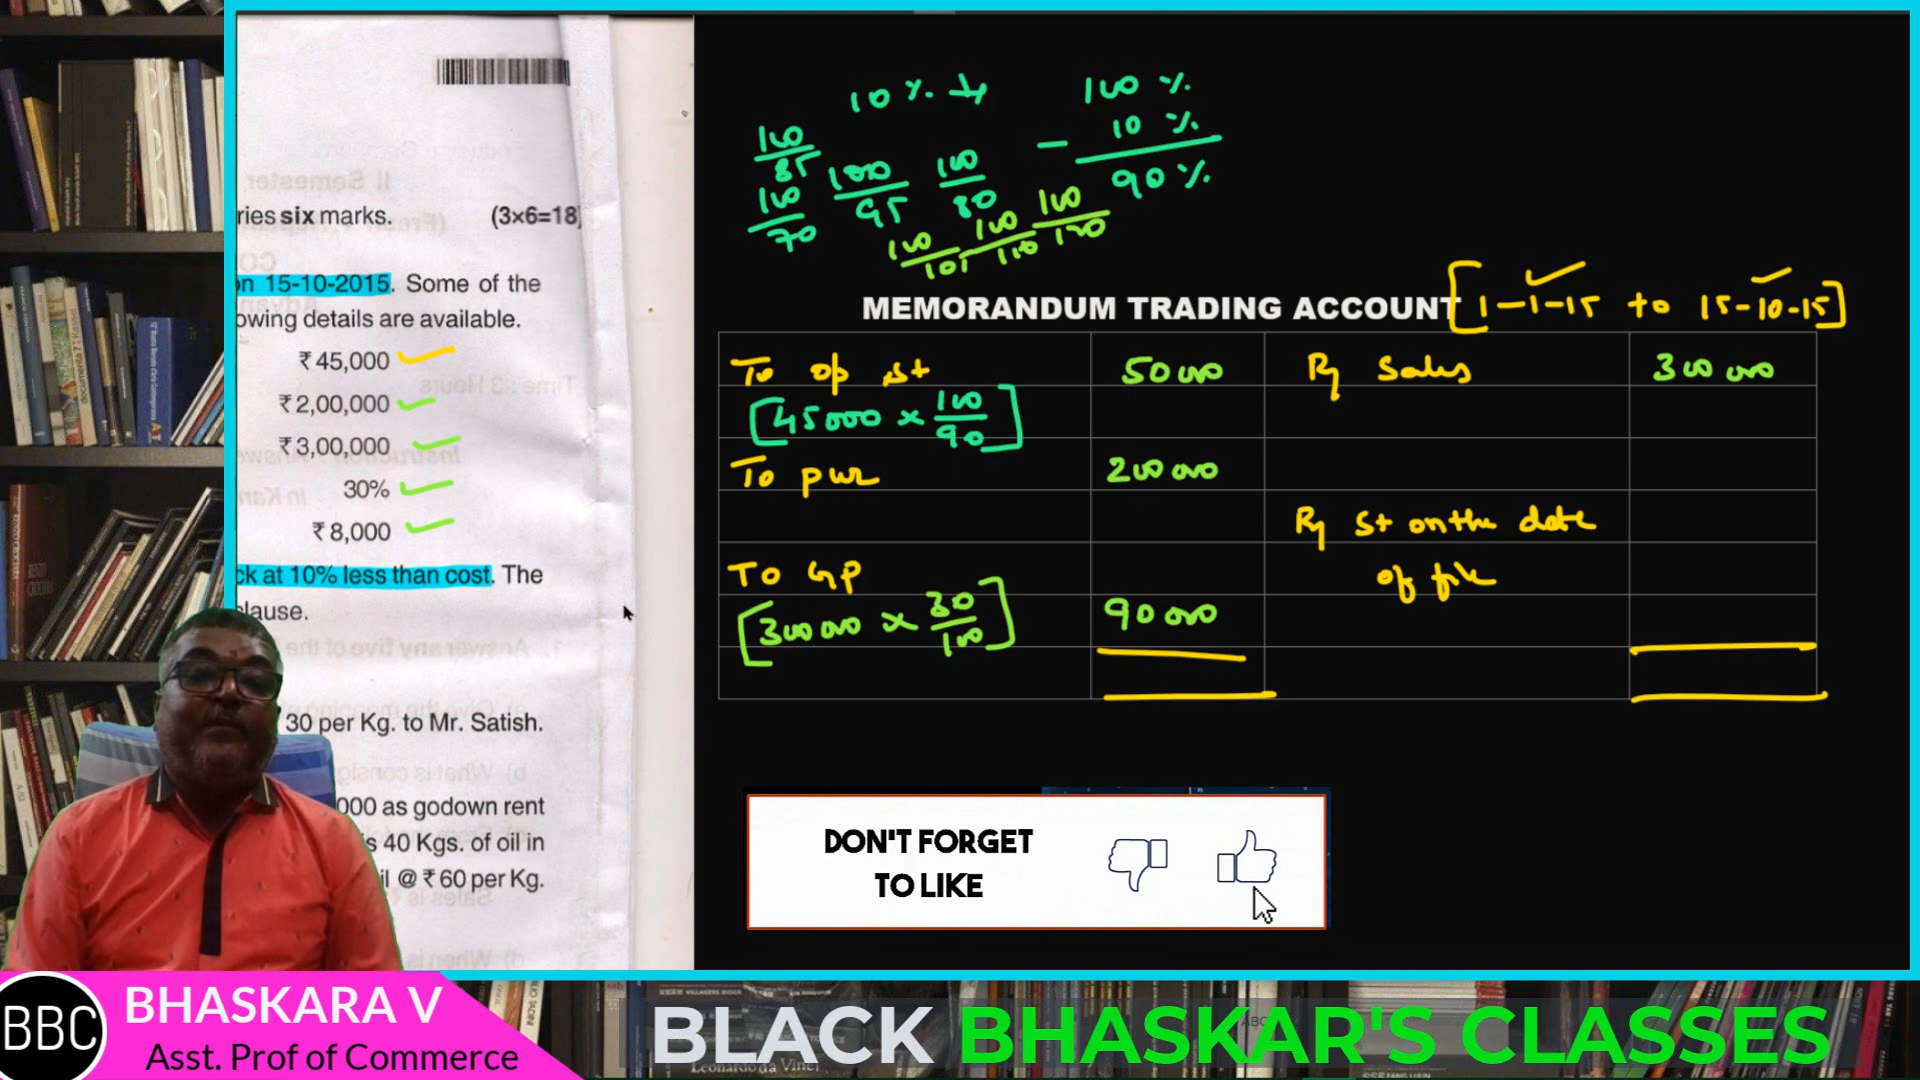 ries six marks. (3×6=18)
on 15-10-2015. Some of the
owing details are available.
₹ 45,000
₹ 2,00,000
₹ 3,00,000
30%
₹ 8,000
ck at 10% less than cost. The
clause.
30 per Kg. to Mr. Satish.
000 as godown rent
is 40 Kgs. of oil in
il @ ₹ 60 per Kg.
10 % ↓
100 %
- 10 %
90 %
100/85 100/95 100/80
100/70 100/101 100/110 100/120
MEMORANDUM TRADING ACCOUNT [1-1-15 to 15-10-15]
To op st 50000 By Sales 300000
[45000 × 100/90]
To pur 200000
By st on the date
of fire
To GP
[300000 × 30/100] 90000
DON'T FORGET
TO LIKE
BBC
BHASKARA V
Asst. Prof of Commerce
BLACK BHASKAR'S CLASSES